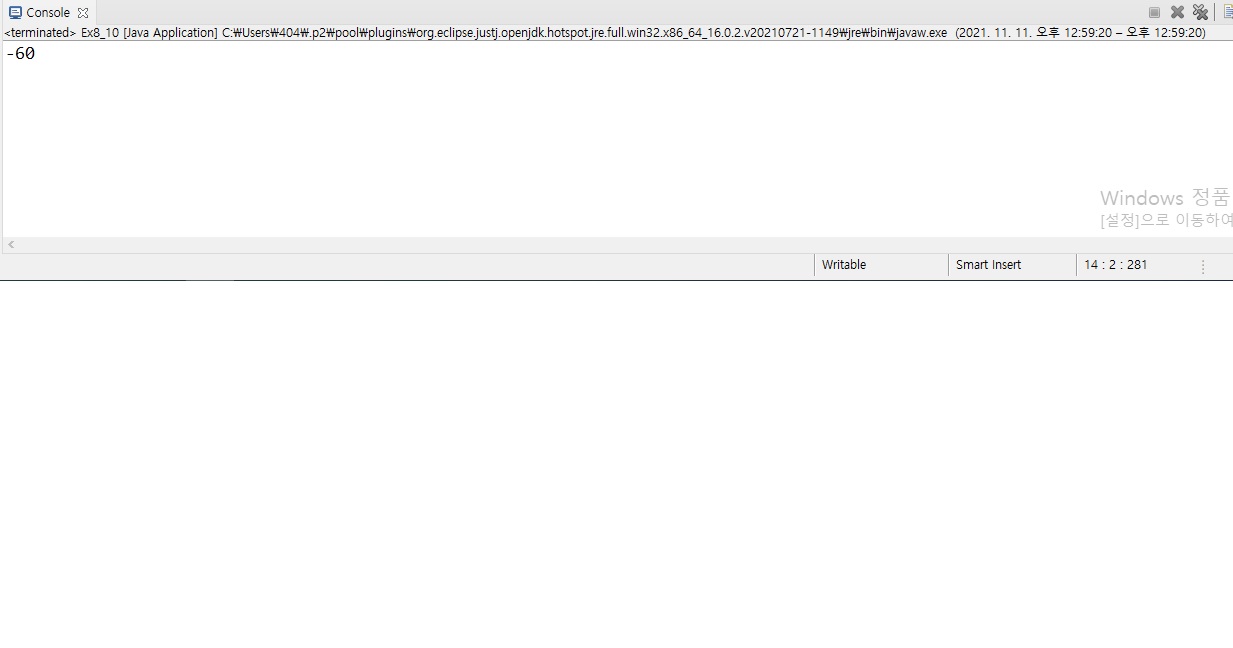 Console
<terminated> Ex8_10 [Java Application] C:₩Users₩404₩.p2₩pool₩plugins₩org.eclipse.justj.openjdk.hotspot.jre.full.win32.x86_64_16.0.2.v20210721-1149₩jre₩bin₩javaw.exe (2021. 11. 11. 오후 12:59:20 – 오후 12:59:20)
-60
Windows 정품
[설정]으로 이동하여
Writable Smart Insert 14 : 2 : 281